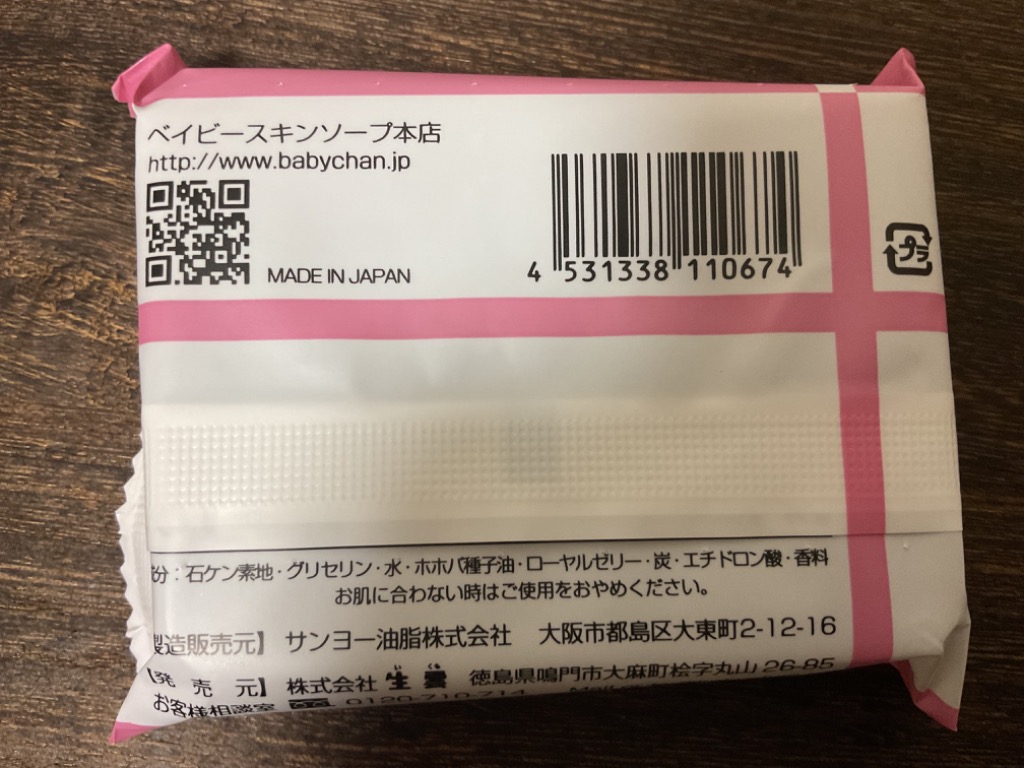 ベイビースキンソープ本店
http://www.babychan.jp
MADE IN JAPAN
4 531338 110674
プラ
分：石ケン素地・グリセリン・水・ホホバ種子油・ローヤルゼリー・炭・エチドロン酸・香料
お肌に合わない時はご使用をおやめください。
製造販売元】 サンヨー油脂株式会社 大阪市都島区大東町2-12-16
【発 売 元】 株式会社 徳島県鳴門市大麻町桧字丸山 26-85
お客様相談室 0120-710-714